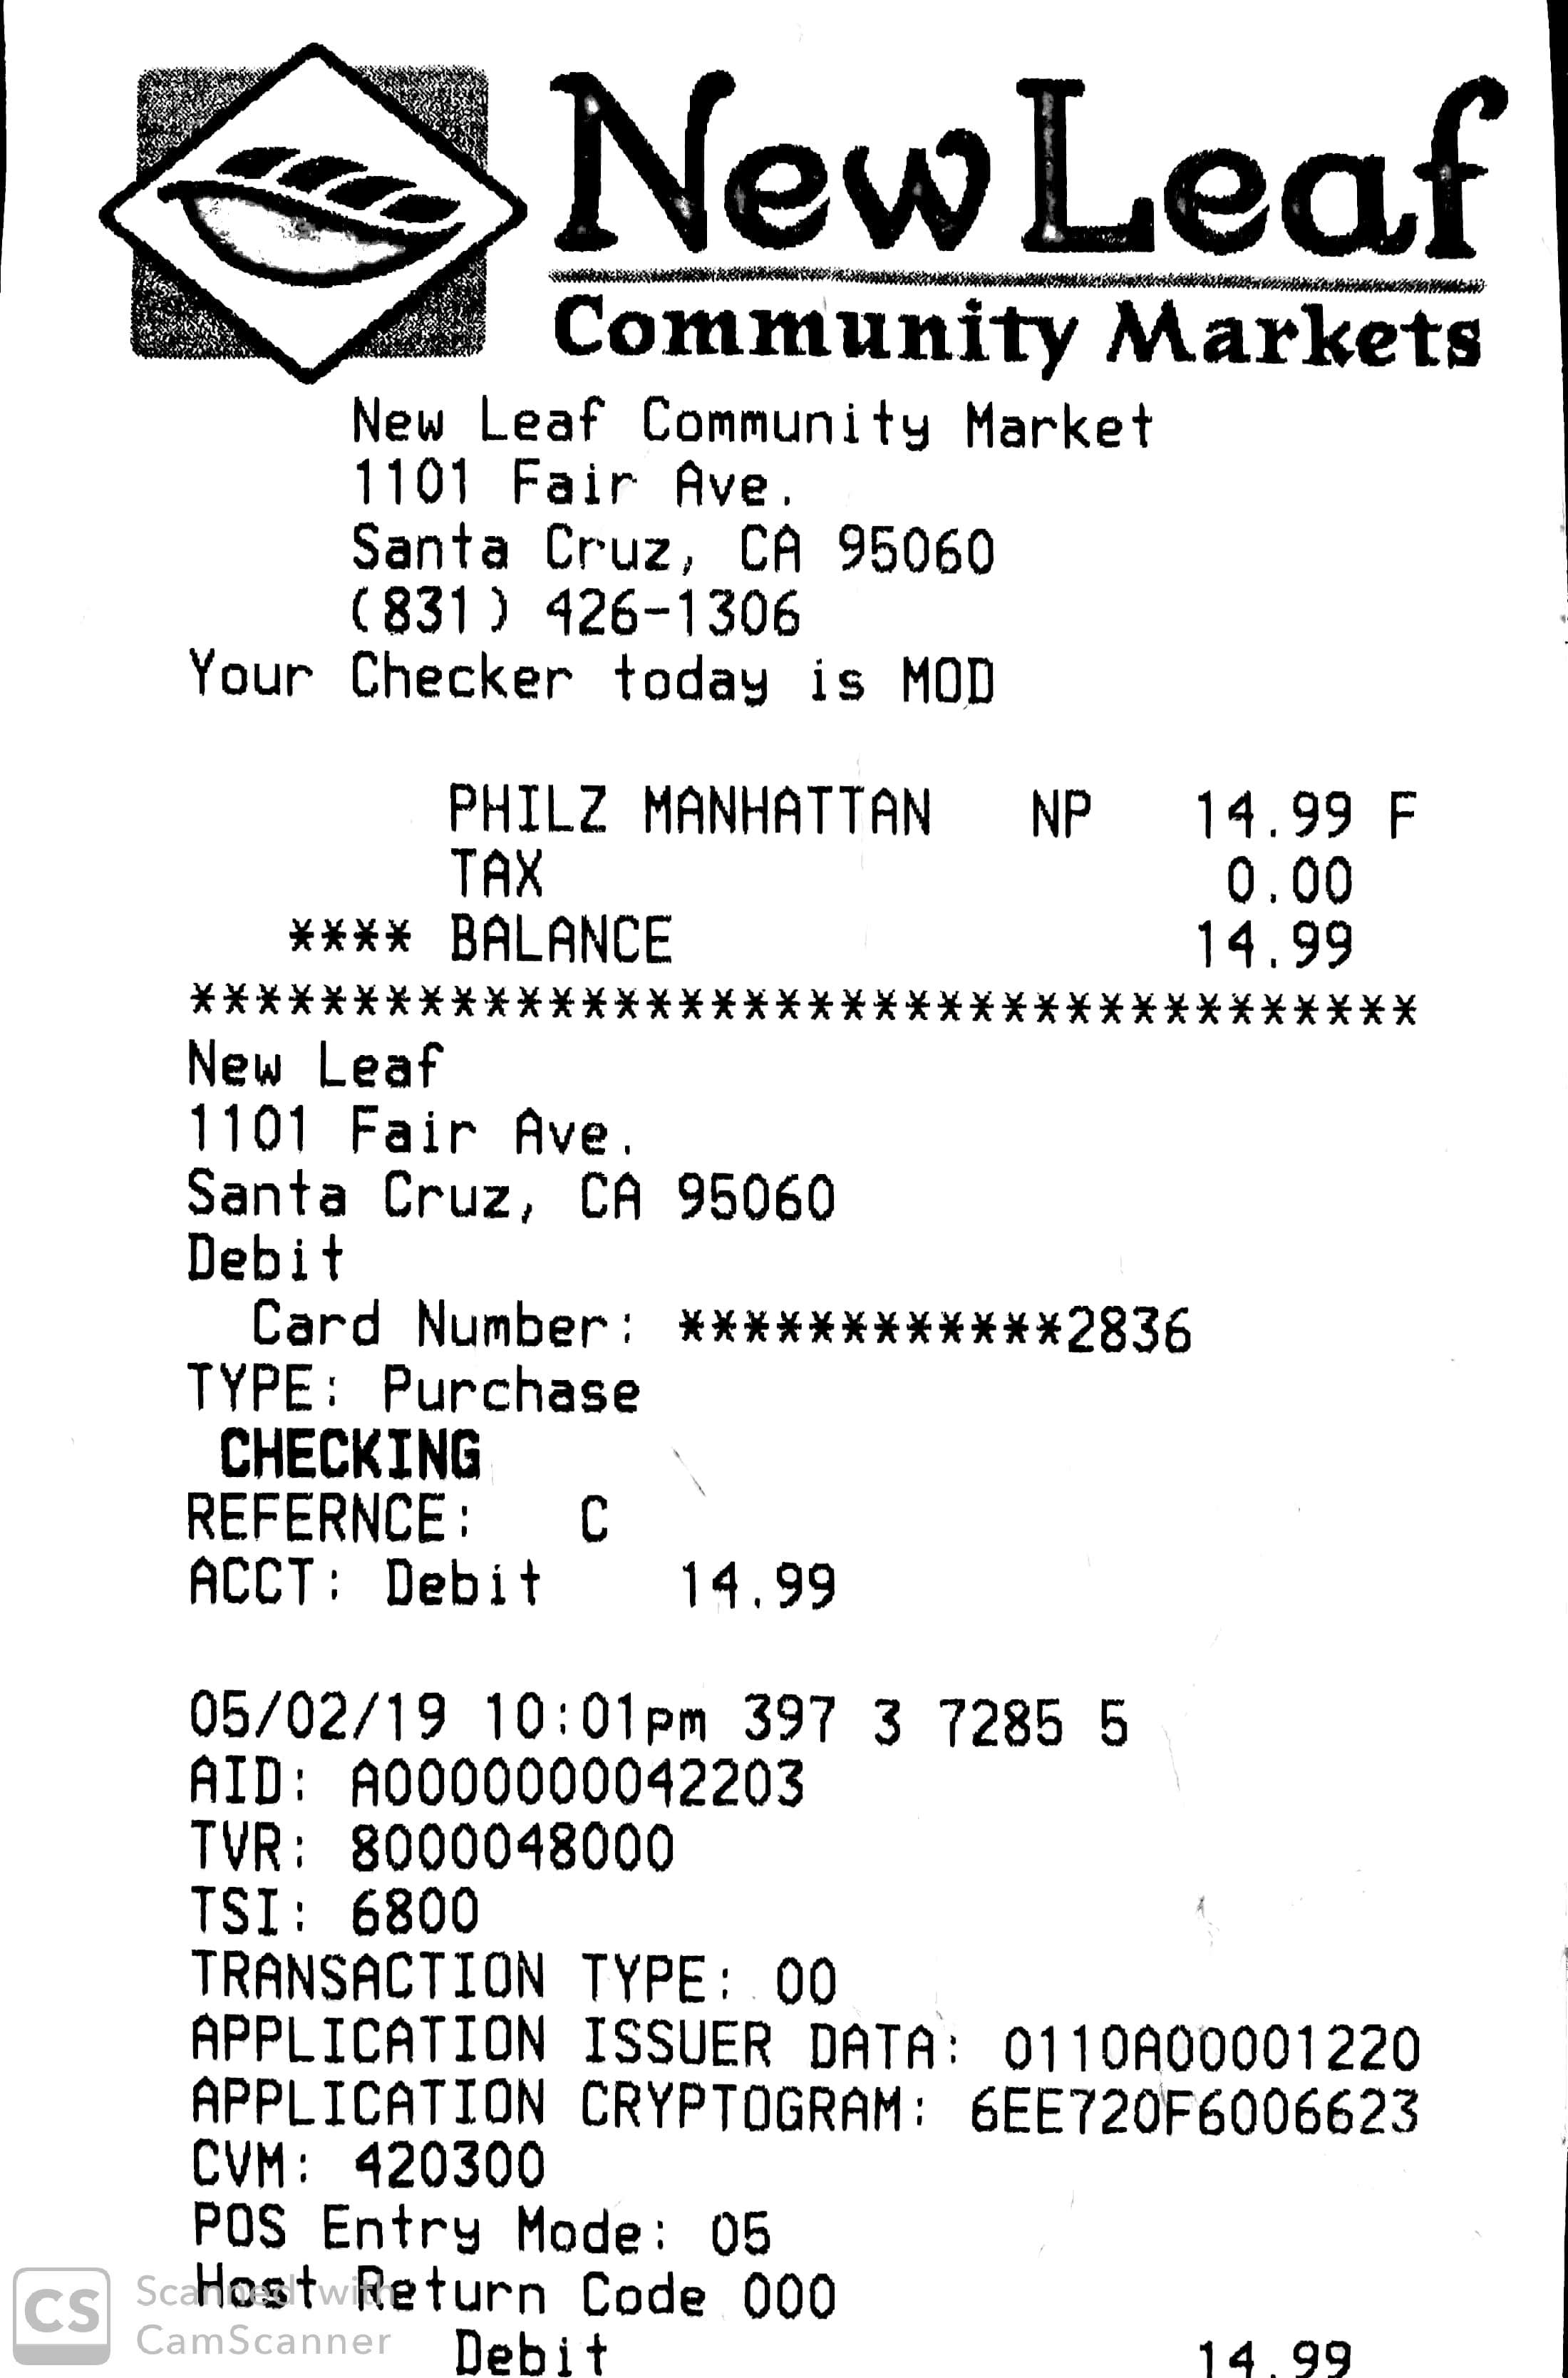 New Leaf
Community Markets
New Leaf Community Market
1101 Fair Ave.
Santa Cruz, CA 95060
(831) 426-1306
Your Checker today is MOD
PHILZ MANHATTAN NP 14.99 F
TAX 0.00
**** BALANCE 14.99
**************************************
New Leaf
1101 Fair Ave.
Santa Cruz, CA 95060
Debit
Card Number: ************2836
TYPE: Purchase
CHECKING
REFERNCE: C
ACCT: Debit 14.99
05/02/19 10:01pm 397 3 7285 5
AID: A0000000042203
TVR: 8000048000
TSI: 6800
TRANSACTION TYPE: 00
APPLICATION ISSUER DATA: 0110A00001220
APPLICATION CRYPTOGRAM: 6EE720F6006623
CVM: 420300
POS Entry Mode: 05
Host Return Code 000
Debit 14.99
CS Scanned with
CamScanner